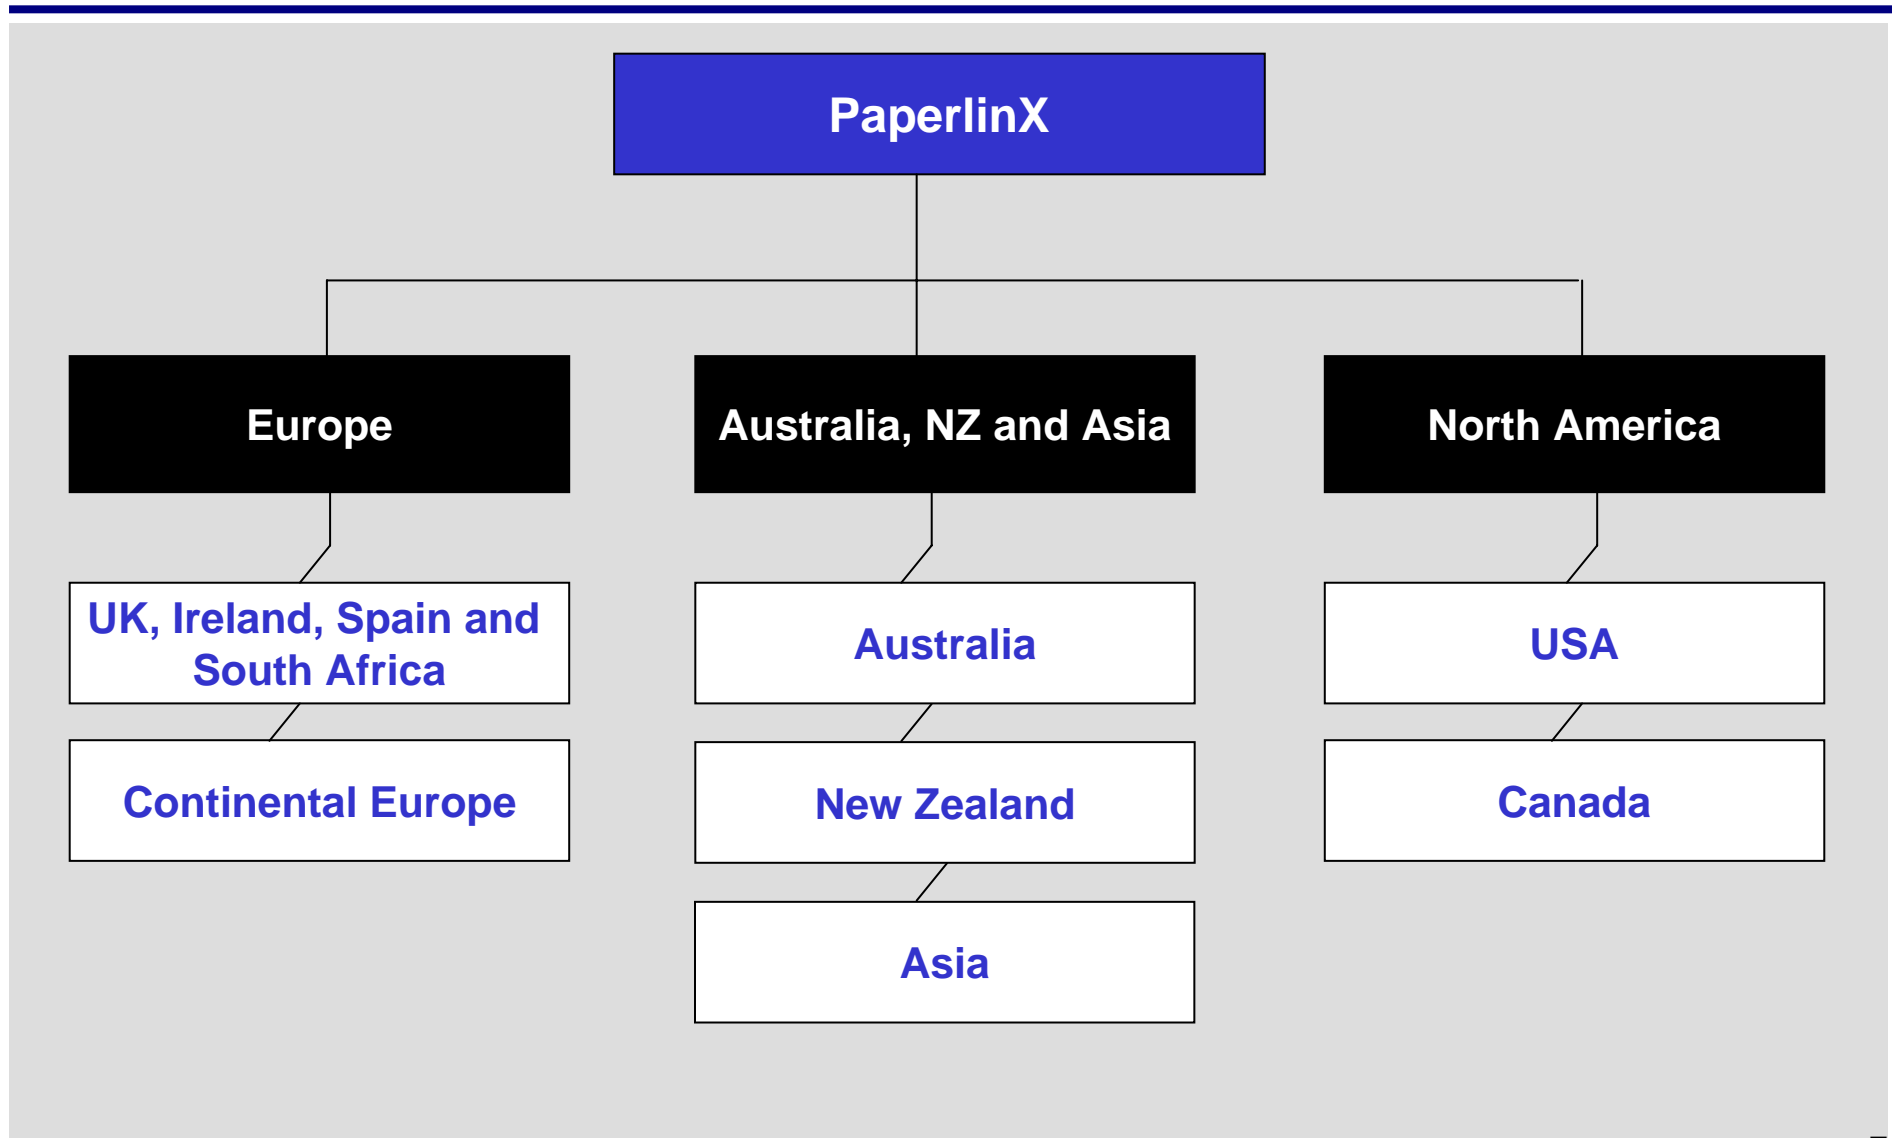 PaperlinX
Europe
Australia, NZ and Asia
North America
UK, Ireland, Spain and
South Africa
Australia
USA
Continental Europe
New Zealand
Canada
Asia